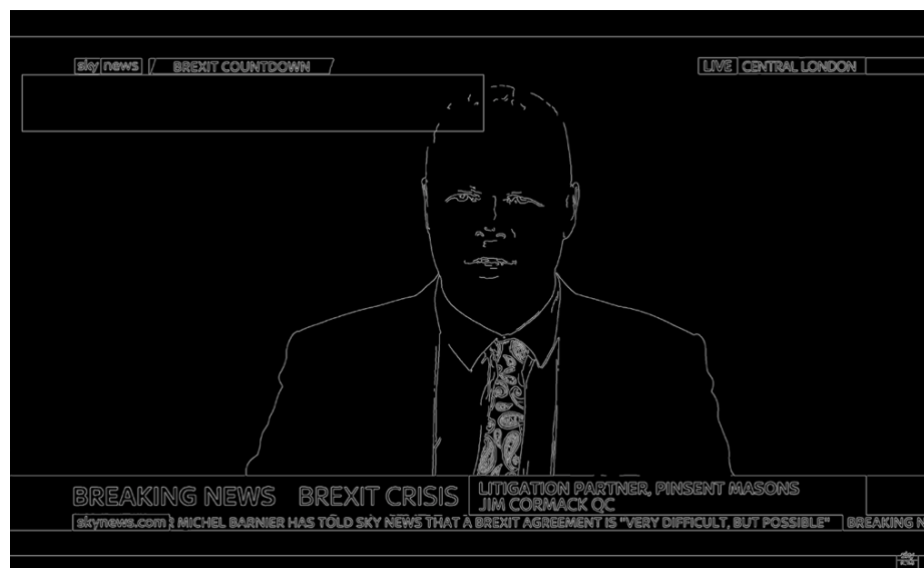 sky news BREXIT COUNTDOWN
LIVE CENTRAL LONDON
BREAKING NEWS BREXIT CRISIS
LITIGATION PARTNER, PINSENT MASONS
JIM CORMACK QC
skynews.com R MICHEL BARNIER HAS TOLD SKY NEWS THAT A BREXIT AGREEMENT IS "VERY DIFFICULT, BUT POSSIBLE" BREAKING N
sky